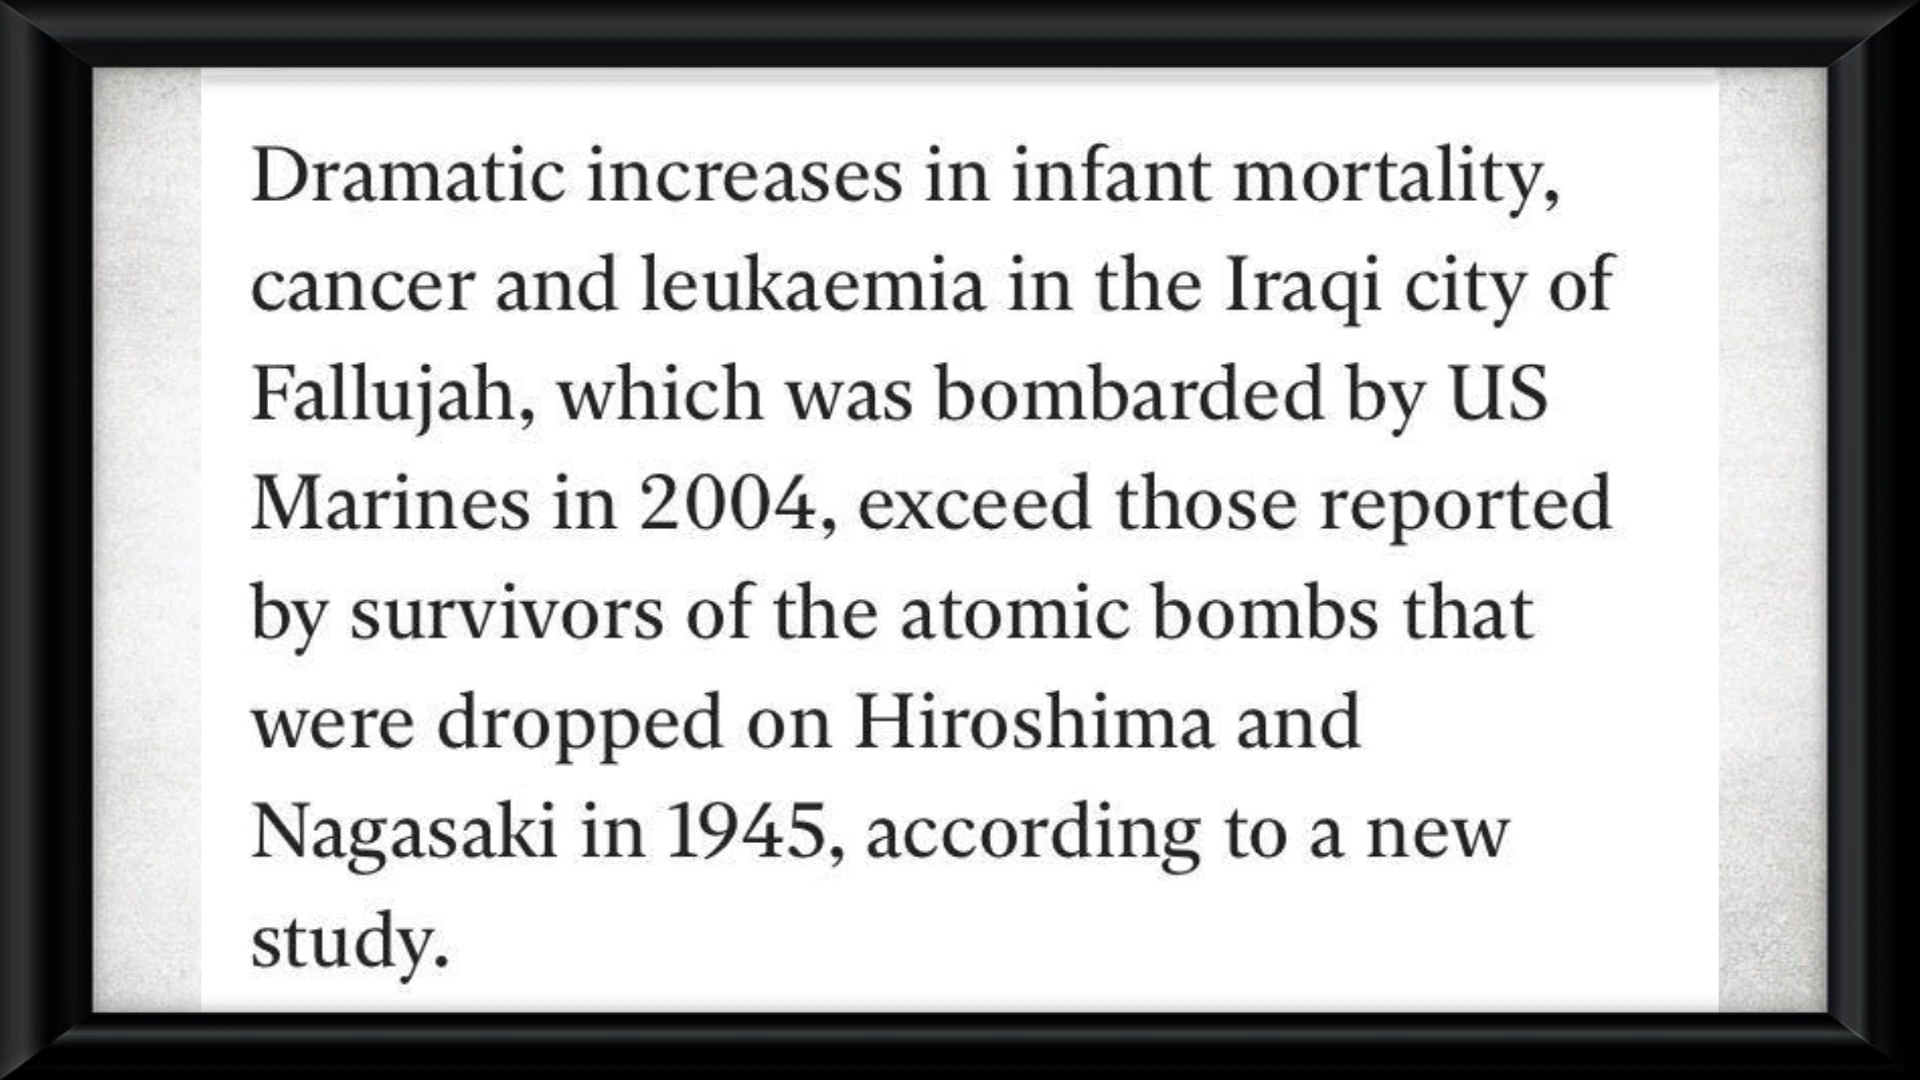 Dramatic increases in infant mortality,
cancer and leukaemia in the Iraqi city of
Fallujah, which was bombarded by US
Marines in 2004, exceed those reported
by survivors of the atomic bombs that
were dropped on Hiroshima and
Nagasaki in 1945, according to a new
study.